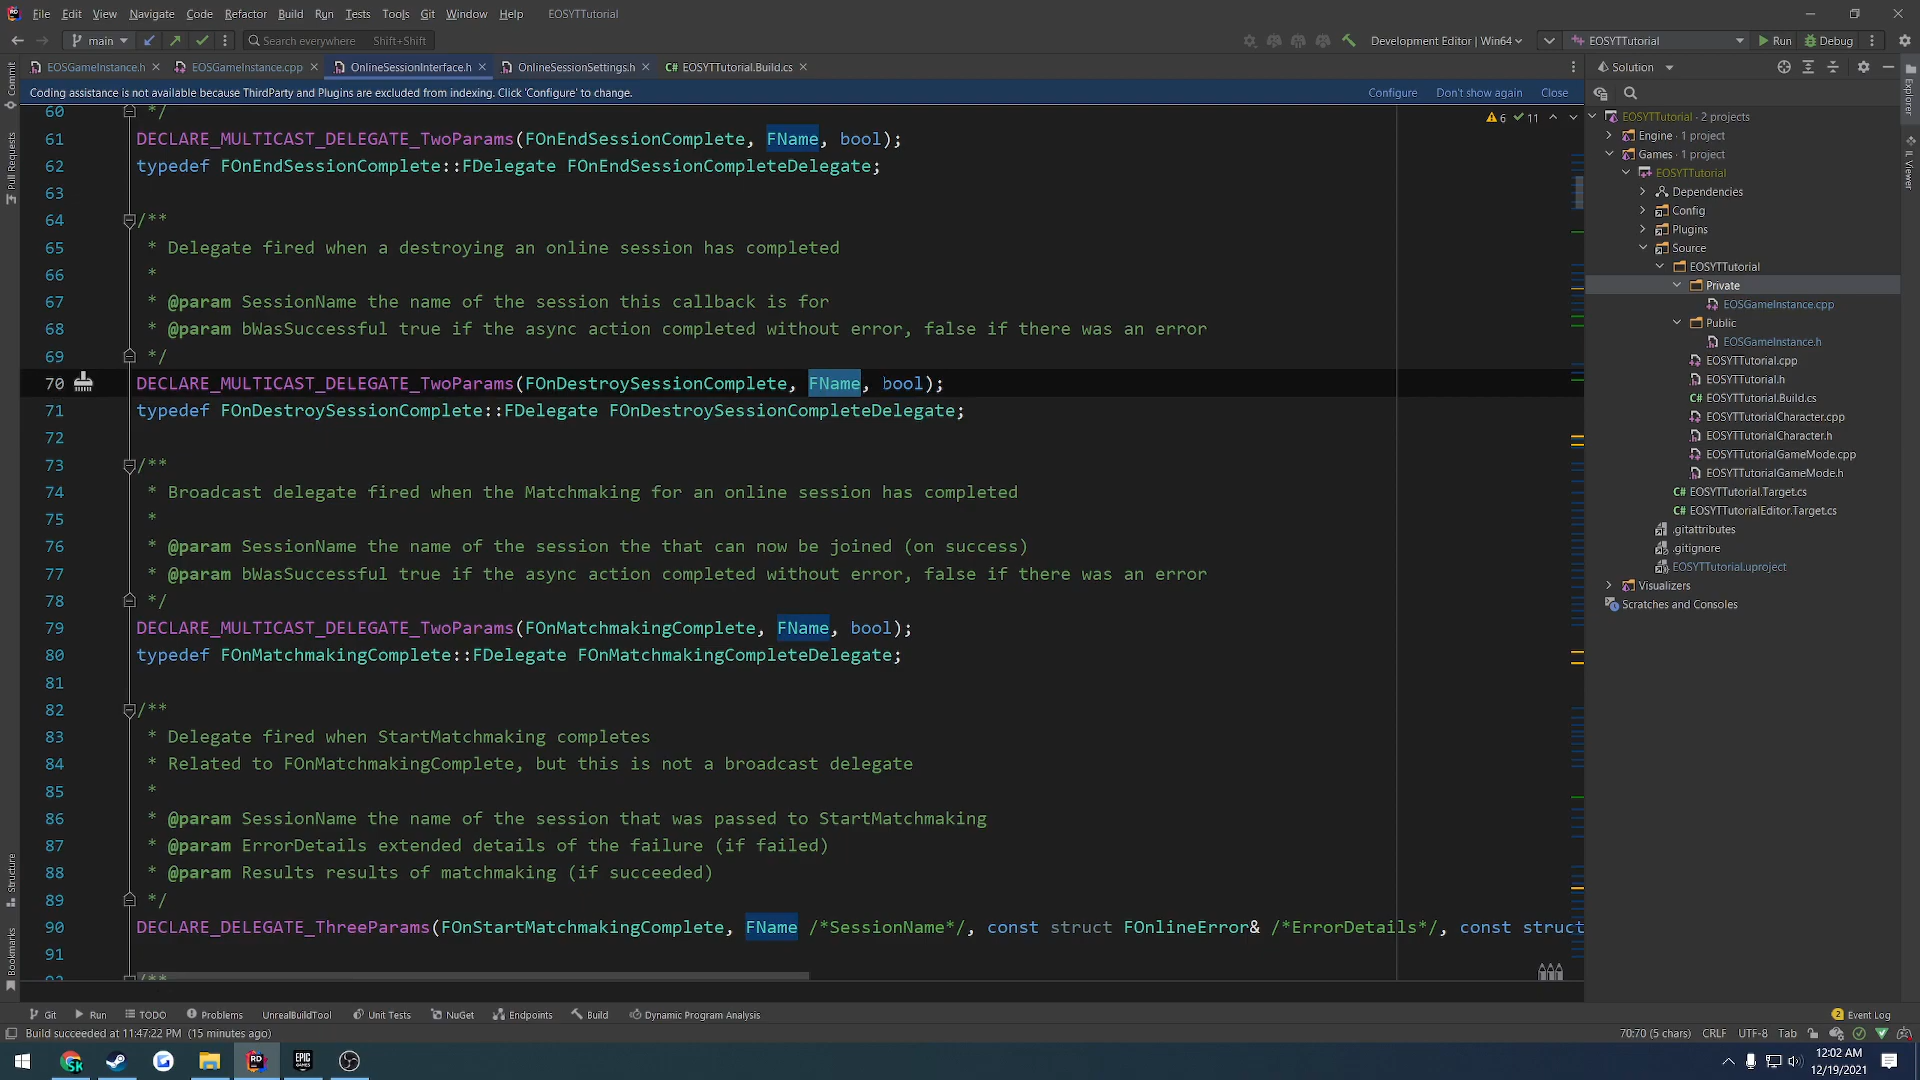 File Edit View Navigate Code Refactor Build Run Tests Tools Git Window Help EOSYTTutorial
main Search everywhere Shift+Shift Development Editor | Win64 EOSYTTutorial Run Debug
EOSGameInstance.h EOSGameInstance.cpp OnlineSessionInterface.h OnlineSessionSettings.h C# EOSYTTutorial.Build.cs Solution
Coding assistance is not available because ThirdParty and Plugins are excluded from indexing. Click 'Configure' to change. Configure Don't show again Close
6 11
60 */
61 DECLARE_MULTICAST_DELEGATE_TwoParams(FOnEndSessionComplete, FName, bool);
62 typedef FOnEndSessionComplete::FDelegate FOnEndSessionCompleteDelegate;
63
64 /**
65 * Delegate fired when a destroying an online session has completed
66 *
67 * @param SessionName the name of the session this callback is for
68 * @param bWasSuccessful true if the async action completed without error, false if there was an error
69 */
70 DECLARE_MULTICAST_DELEGATE_TwoParams(FOnDestroySessionComplete, FName, bool);
71 typedef FOnDestroySessionComplete::FDelegate FOnDestroySessionCompleteDelegate;
72
73 /**
74 * Broadcast delegate fired when the Matchmaking for an online session has completed
75 *
76 * @param SessionName the name of the session the that can now be joined (on success)
77 * @param bWasSuccessful true if the async action completed without error, false if there was an error
78 */
79 DECLARE_MULTICAST_DELEGATE_TwoParams(FOnMatchmakingComplete, FName, bool);
80 typedef FOnMatchmakingComplete::FDelegate FOnMatchmakingCompleteDelegate;
81
82 /**
83 * Delegate fired when StartMatchmaking completes
84 * Related to FOnMatchmakingComplete, but this is not a broadcast delegate
85 *
86 * @param SessionName the name of the session that was passed to StartMatchmaking
87 * @param ErrorDetails extended details of the failure (if failed)
88 * @param Results results of matchmaking (if succeeded)
89 */
90 DECLARE_DELEGATE_ThreeParams(FOnStartMatchmakingComplete, FName /*SessionName*/, const struct FOnlineError& /*ErrorDetails*/, const struct
91
92 /**
EOSYTTutorial · 2 projects
Engine · 1 project
Games · 1 project
EOSYTTutorial
Dependencies
Config
Plugins
Source
EOSYTTutorial
Private
EOSGameInstance.cpp
Public
EOSGameInstance.h
EOSYTTutorial.cpp
EOSYTTutorial.h
C# EOSYTTutorial.Build.cs
EOSYTTutorialCharacter.cpp
EOSYTTutorialCharacter.h
EOSYTTutorialGameMode.cpp
EOSYTTutorialGameMode.h
C# EOSYTTutorial.Target.cs
C# EOSYTTutorialEditor.Target.cs
.gitattributes
.gitignore
EOSYTTutorial.uproject
Visualizers
Scratches and Consoles
Commit
Pull Requests
Structure
Bookmarks
Explorer
IL Viewer
Git Run TODO Problems UnrealBuildTool Unit Tests NuGet Endpoints Build Dynamic Program Analysis 2 Event Log
Build succeeded at 11:47:22 PM (15 minutes ago) 70:70 (5 chars) CRLF UTF-8 Tab
Sk RD EPIC GAMES 12:02 AM
12/19/2021